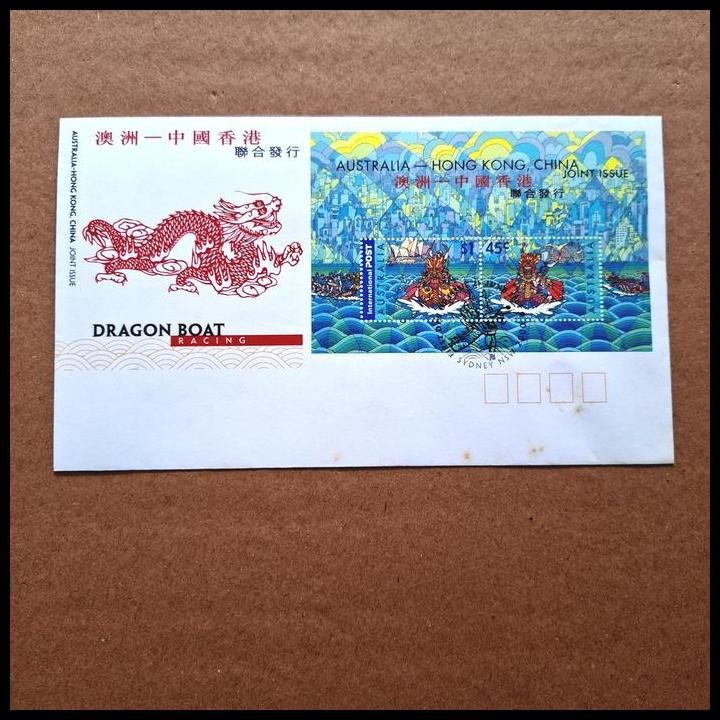 澳洲－中國香港
聯合發行
AUSTRALIA-HONG KONG, CHINA JOINT ISSUE
DRAGON BOAT
RACING
AUSTRALIA — HONG KONG, CHINA
JOINT ISSUE
澳洲－中國香港
聯合發行
International POST
AUSTRALIA
$1
45c
AUSTRALIA
SYDNEY NSW 2000